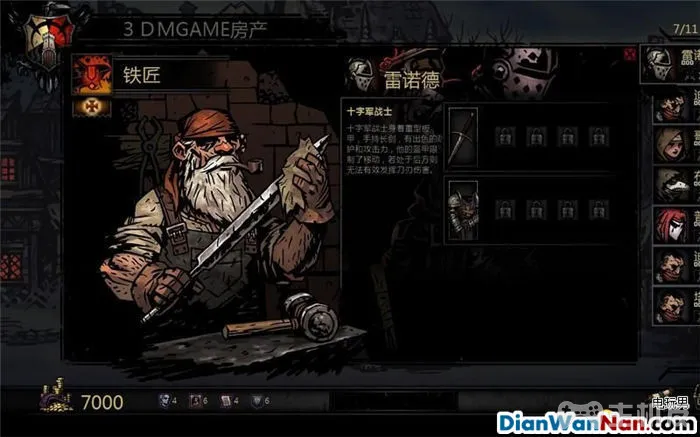 3 DMGAME房产
7/11
铁匠
雷诺德
十字军战士
十字军战士身着重型板
甲，手持长剑，有出色的
护和攻击力，他的盔甲限
制了移动，若处于后方则
无法有效发挥刀刃伤害。
7000
4
6
4
6
电玩男
DianWanNan.com